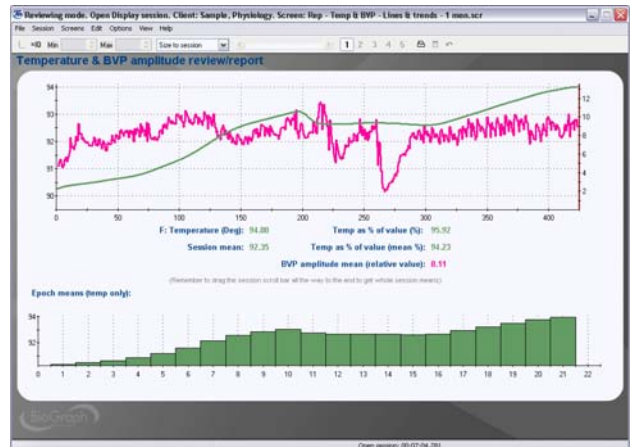 Reviewing mode. Open Display session. Client: Sample, Physiology. Screen: Rep - Temp & BVP - Lines & trends - 1 mon.scr
File Session Screens Edit Options View Help
Min Max Size to session 1 2 3 4 5
Temperature & BVP amplitude review/report
94
93
92
91
90
12
10
8
6
4
2
0 50 100 150 200 250 300 350 400
F: Temperature (Deg): 94.00 Temp as % of value (%): 95.92
Session mean: 92.35 Temp as % of value (mean %): 94.23
BVP amplitude mean (relative value): 8.11
(Remember to drag the session scroll bar all the way to the end to get whole session means)
Epoch means (temp only):
94
92
0 1 2 3 4 5 6 7 8 9 10 11 12 13 14 15 16 17 18 19 20 21 22
BioGraph